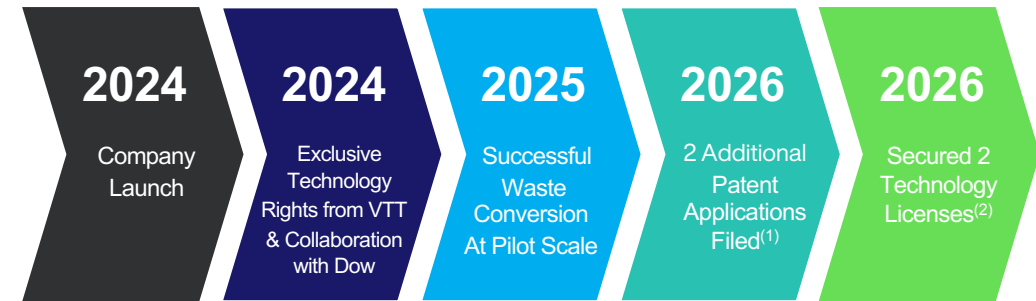 2024
Company
Launch
2024
Exclusive
Technology
Rights from VTT
& Collaboration
with Dow
2025
Successful
Waste
Conversion
At Pilot Scale
2026
2 Additional
Patent
Applications
Filed(1)
2026
Secured 2
Technology
Licenses(2)